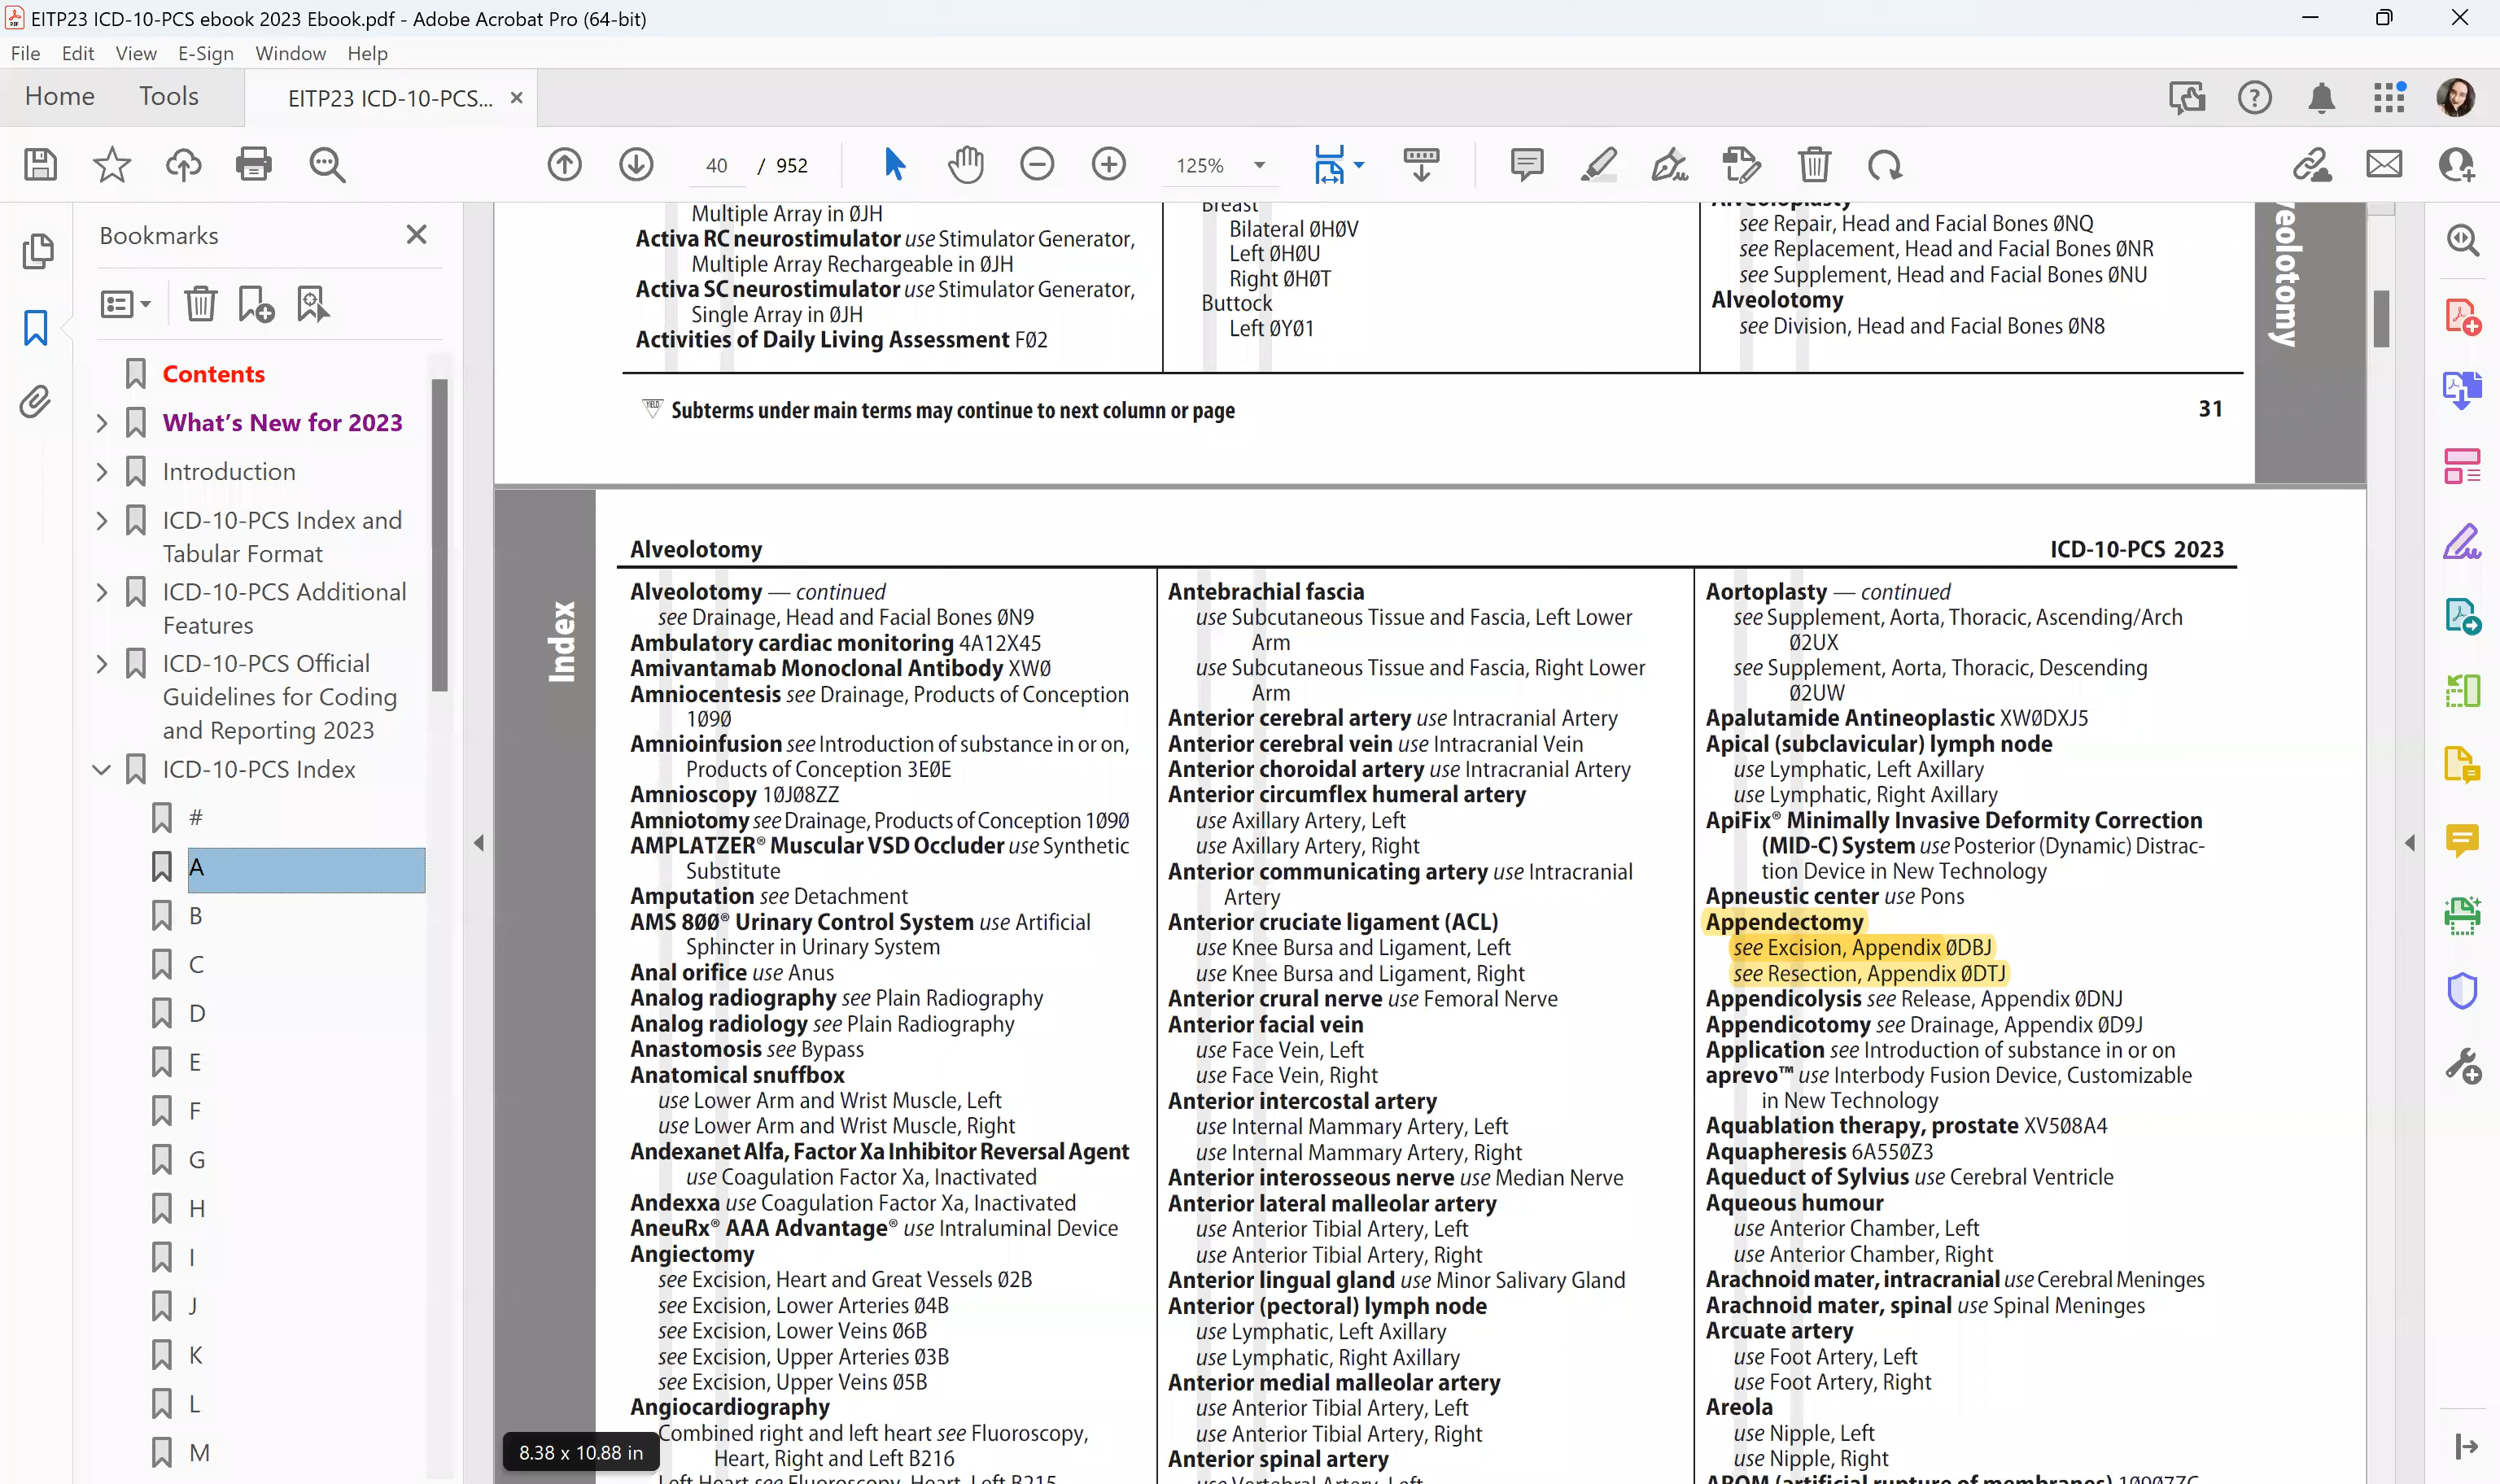 EITP23 ICD-10-PCS ebook 2023 Ebook.pdf - Adobe Acrobat Pro (64-bit)
File Edit View E-Sign Window Help
Home Tools EITP23 ICD-10-PCS...
40 / 952 125%
Bookmarks
Contents
What's New for 2023
Introduction
ICD-10-PCS Index and
Tabular Format
ICD-10-PCS Additional
Features
ICD-10-PCS Official
Guidelines for Coding
and Reporting 2023
ICD-10-PCS Index
#
A
B
C
D
E
F
G
H
I
J
K
L
M
Multiple Array in ØJH
Activa RC neurostimulator use Stimulator Generator,
Multiple Array Rechargeable in ØJH
Activa SC neurostimulator use Stimulator Generator,
Single Array in ØJH
Activities of Daily Living Assessment FØ2
Breast
Bilateral ØHØV
Left ØHØU
Right ØHØT
Buttock
Left ØYØ1
Alveoloplasty
see Repair, Head and Facial Bones ØNQ
see Replacement, Head and Facial Bones ØNR
see Supplement, Head and Facial Bones ØNU
Alveolotomy
see Division, Head and Facial Bones ØN8
veolotomy
YIELD Subterms under main terms may continue to next column or page
31
Index
Alveolotomy
ICD-10-PCS 2023
Alveolotomy — continued
see Drainage, Head and Facial Bones ØN9
Ambulatory cardiac monitoring 4A12X45
Amivantamab Monoclonal Antibody XWØ
Amniocentesis see Drainage, Products of Conception
1Ø9Ø
Amnioinfusion see Introduction of substance in or on,
Products of Conception 3EØE
Amnioscopy 1ØJØ8ZZ
Amniotomy see Drainage, Products of Conception 1Ø9Ø
AMPLATZER® Muscular VSD Occluder use Synthetic
Substitute
Amputation see Detachment
AMS 8ØØ® Urinary Control System use Artificial
Sphincter in Urinary System
Anal orifice use Anus
Analog radiography see Plain Radiography
Analog radiology see Plain Radiography
Anastomosis see Bypass
Anatomical snuffbox
use Lower Arm and Wrist Muscle, Left
use Lower Arm and Wrist Muscle, Right
Andexanet Alfa, Factor Xa Inhibitor Reversal Agent
use Coagulation Factor Xa, Inactivated
Andexxa use Coagulation Factor Xa, Inactivated
AneuRx® AAA Advantage® use Intraluminal Device
Angiectomy
see Excision, Heart and Great Vessels Ø2B
see Excision, Lower Arteries Ø4B
see Excision, Lower Veins Ø6B
see Excision, Upper Arteries Ø3B
see Excision, Upper Veins Ø5B
Angiocardiography
Combined right and left heart see Fluoroscopy,
Heart, Right and Left B216
Left Heart see Fluoroscopy, Heart, Left B215
8.38 x 10.88 in
Antebrachial fascia
use Subcutaneous Tissue and Fascia, Left Lower
Arm
use Subcutaneous Tissue and Fascia, Right Lower
Arm
Anterior cerebral artery use Intracranial Artery
Anterior cerebral vein use Intracranial Vein
Anterior choroidal artery use Intracranial Artery
Anterior circumflex humeral artery
use Axillary Artery, Left
use Axillary Artery, Right
Anterior communicating artery use Intracranial
Artery
Anterior cruciate ligament (ACL)
use Knee Bursa and Ligament, Left
use Knee Bursa and Ligament, Right
Anterior crural nerve use Femoral Nerve
Anterior facial vein
use Face Vein, Left
use Face Vein, Right
Anterior intercostal artery
use Internal Mammary Artery, Left
use Internal Mammary Artery, Right
Anterior interosseous nerve use Median Nerve
Anterior lateral malleolar artery
use Anterior Tibial Artery, Left
use Anterior Tibial Artery, Right
Anterior lingual gland use Minor Salivary Gland
Anterior (pectoral) lymph node
use Lymphatic, Left Axillary
use Lymphatic, Right Axillary
Anterior medial malleolar artery
use Anterior Tibial Artery, Left
use Anterior Tibial Artery, Right
Anterior spinal artery
use Vertebral Artery, Left
Aortoplasty — continued
see Supplement, Aorta, Thoracic, Ascending/Arch
Ø2UX
see Supplement, Aorta, Thoracic, Descending
Ø2UW
Apalutamide Antineoplastic XWØDXJ5
Apical (subclavicular) lymph node
use Lymphatic, Left Axillary
use Lymphatic, Right Axillary
ApiFix® Minimally Invasive Deformity Correction
(MID-C) System use Posterior (Dynamic) Distrac-
tion Device in New Technology
Apneustic center use Pons
Appendectomy
see Excision, Appendix ØDBJ
see Resection, Appendix ØDTJ
Appendicolysis see Release, Appendix ØDNJ
Appendicotomy see Drainage, Appendix ØD9J
Application see Introduction of substance in or on
aprevo™ use Interbody Fusion Device, Customizable
in New Technology
Aquablation therapy, prostate XV5Ø8A4
Aquapheresis 6A55ØZ3
Aqueduct of Sylvius use Cerebral Ventricle
Aqueous humour
use Anterior Chamber, Left
use Anterior Chamber, Right
Arachnoid mater, intracranial use Cerebral Meninges
Arachnoid mater, spinal use Spinal Meninges
Arcuate artery
use Foot Artery, Left
use Foot Artery, Right
Areola
use Nipple, Left
use Nipple, Right
AROM (artificial rupture of membranes) 1Ø9Ø7ZC